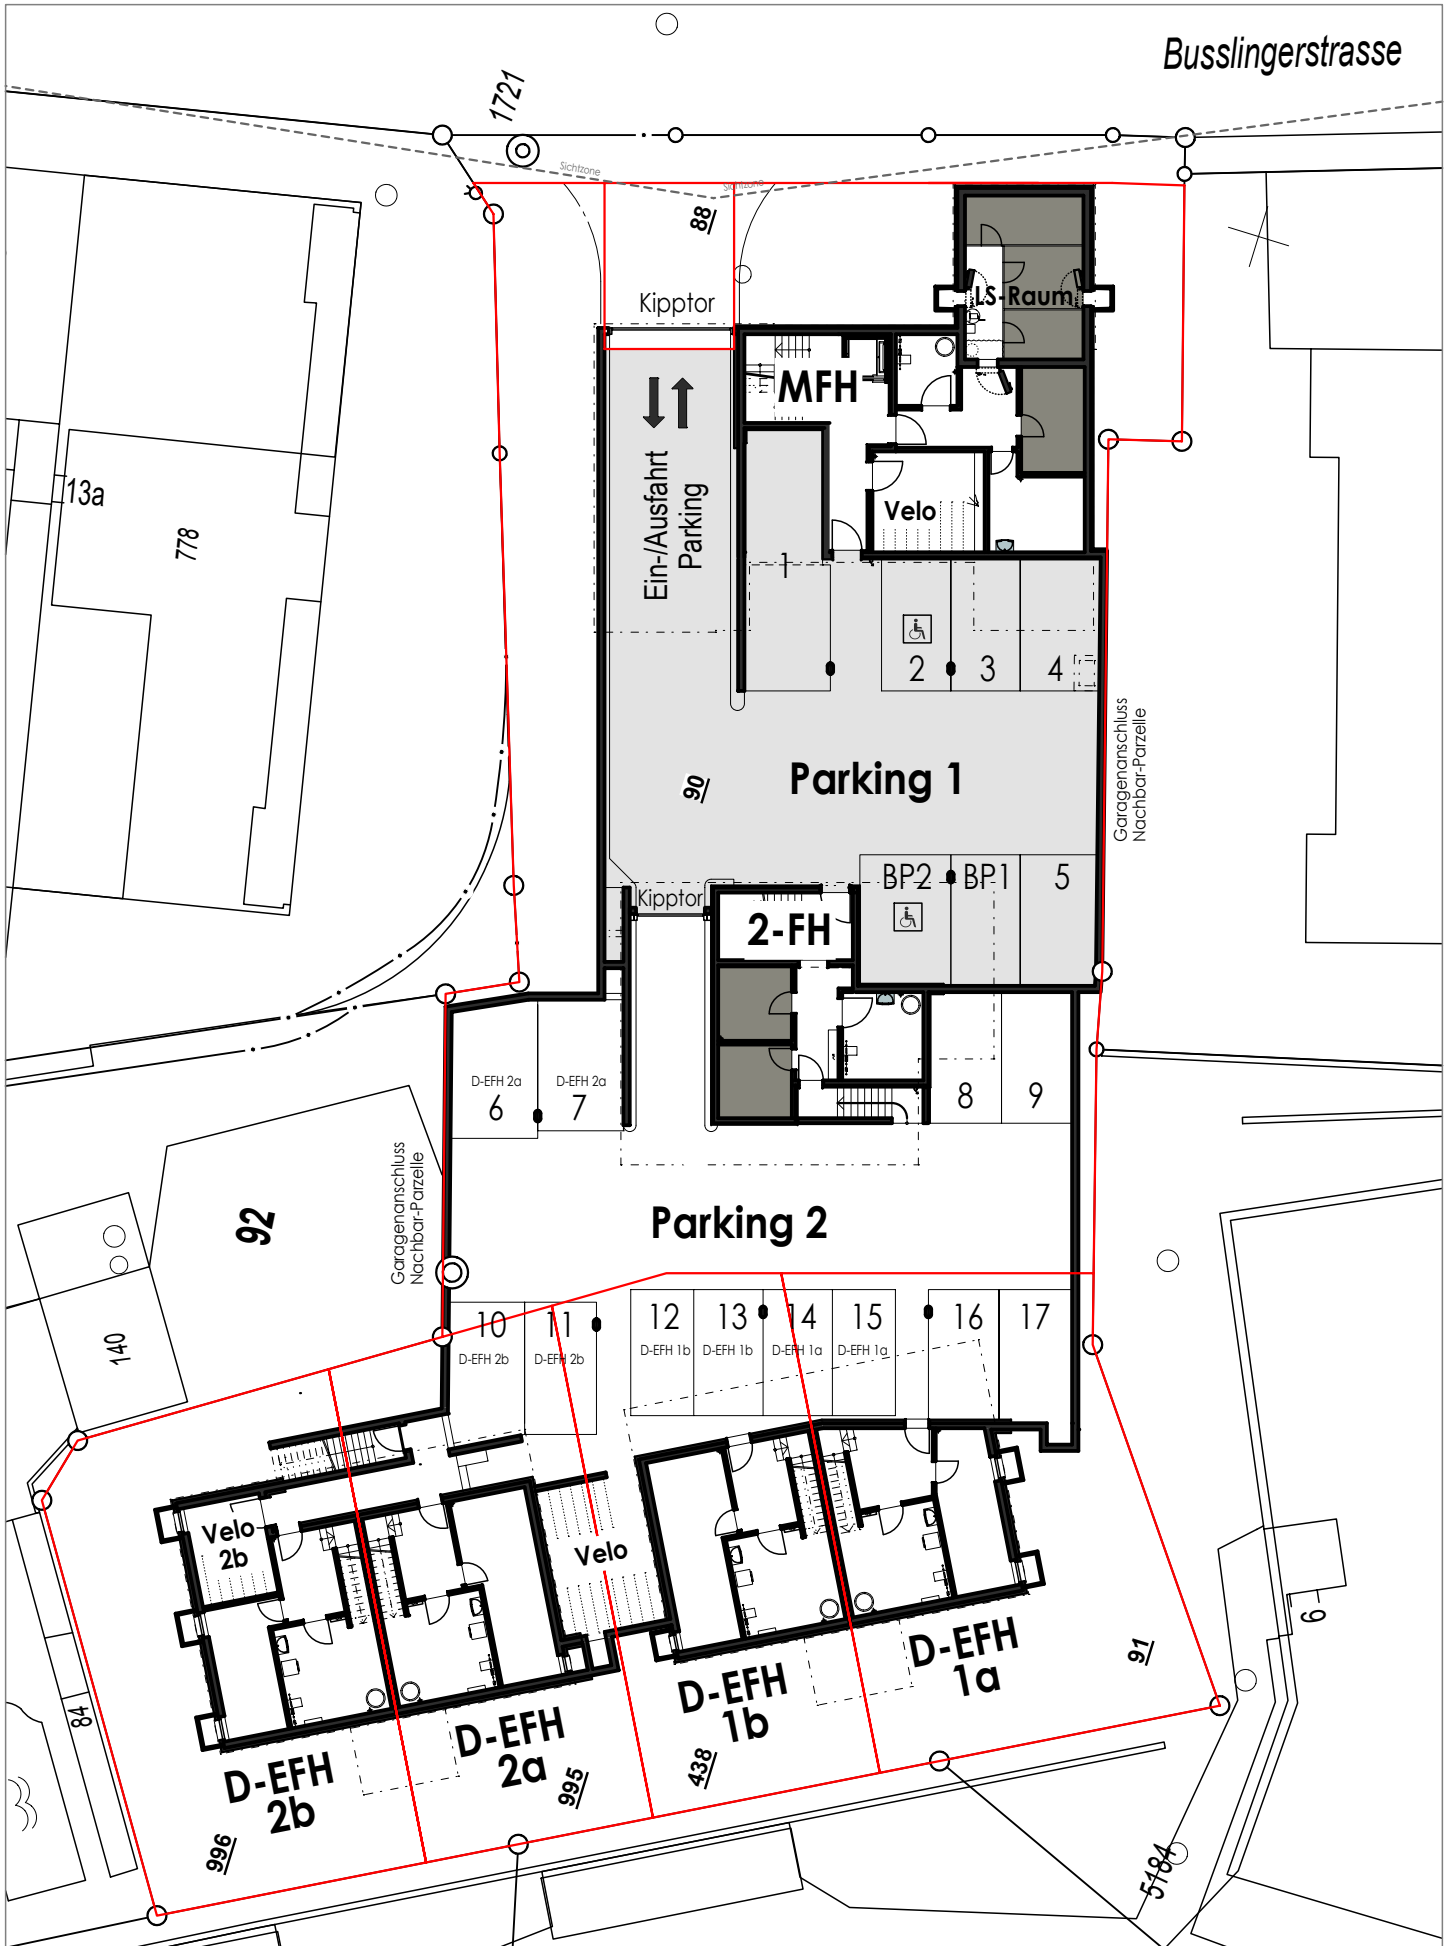 Busslingerstrasse
1721
Sichtzone
Sichtzone
88
Kipptor
LS-Raum
MFH
Ein-/Ausfahrt
Parking
13a
778
Velo
1
2
3
4
Garagenanschluss
Nachbar-Parzelle
Parking 1
90
BP2
BP1
5
Kipptor
2-FH
D-EFH 2a
6
D-EFH 2a
7
8
9
Garagenanschluss
Nachbar-Parzelle
92
Parking 2
140
10
D-EFH 2b
11
D-EFH 2b
12
D-EFH 1b
13
D-EFH 1b
14
D-EFH 1a
15
D-EFH 1a
16
17
Velo
2b
Velo
9
D-EFH
1a
91
D-EFH
1b
438
84
D-EFH
2a
995
D-EFH
2b
996
5184